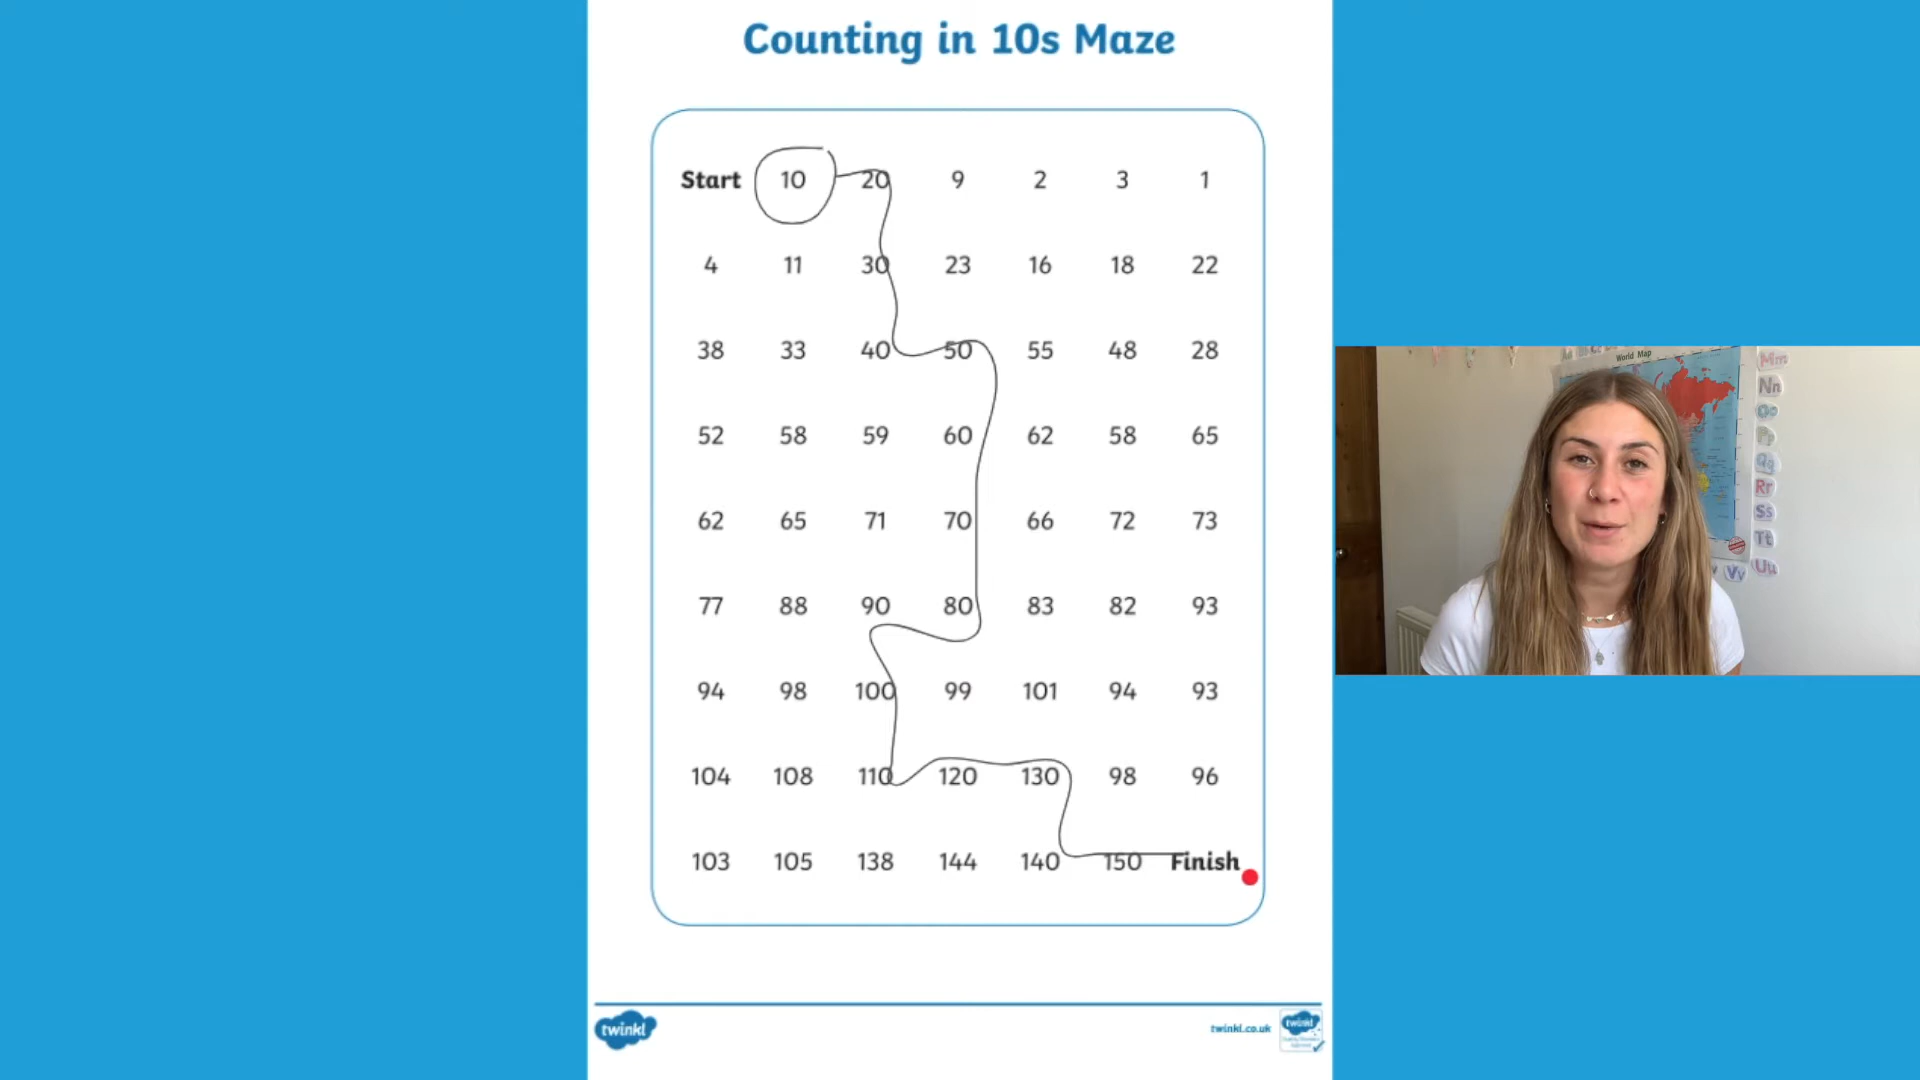 Counting in 10s Maze
Start 10 20 9 2 3 1
4 11 30 23 16 18 22
38 33 40 50 55 48 28
52 58 59 60 62 58 65
62 65 71 70 66 72 73
77 88 90 80 83 82 93
94 98 100 99 101 94 93
104 108 110 120 130 98 96
103 105 138 144 140 150 Finish
twinkl
twinkl.co.uk
twinkl
World Map
Mm
Nn
Oo
Pp
Qq
Rr
Ss
Tt
Uu
Vv